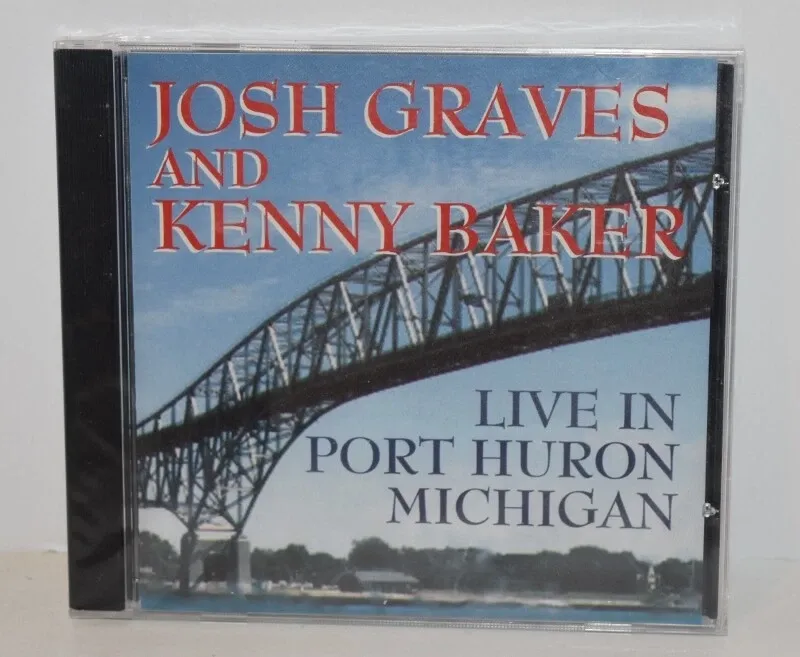 JOSH GRAVES
AND
KENNY BAKER
LIVE IN
PORT HURON
MICHIGAN